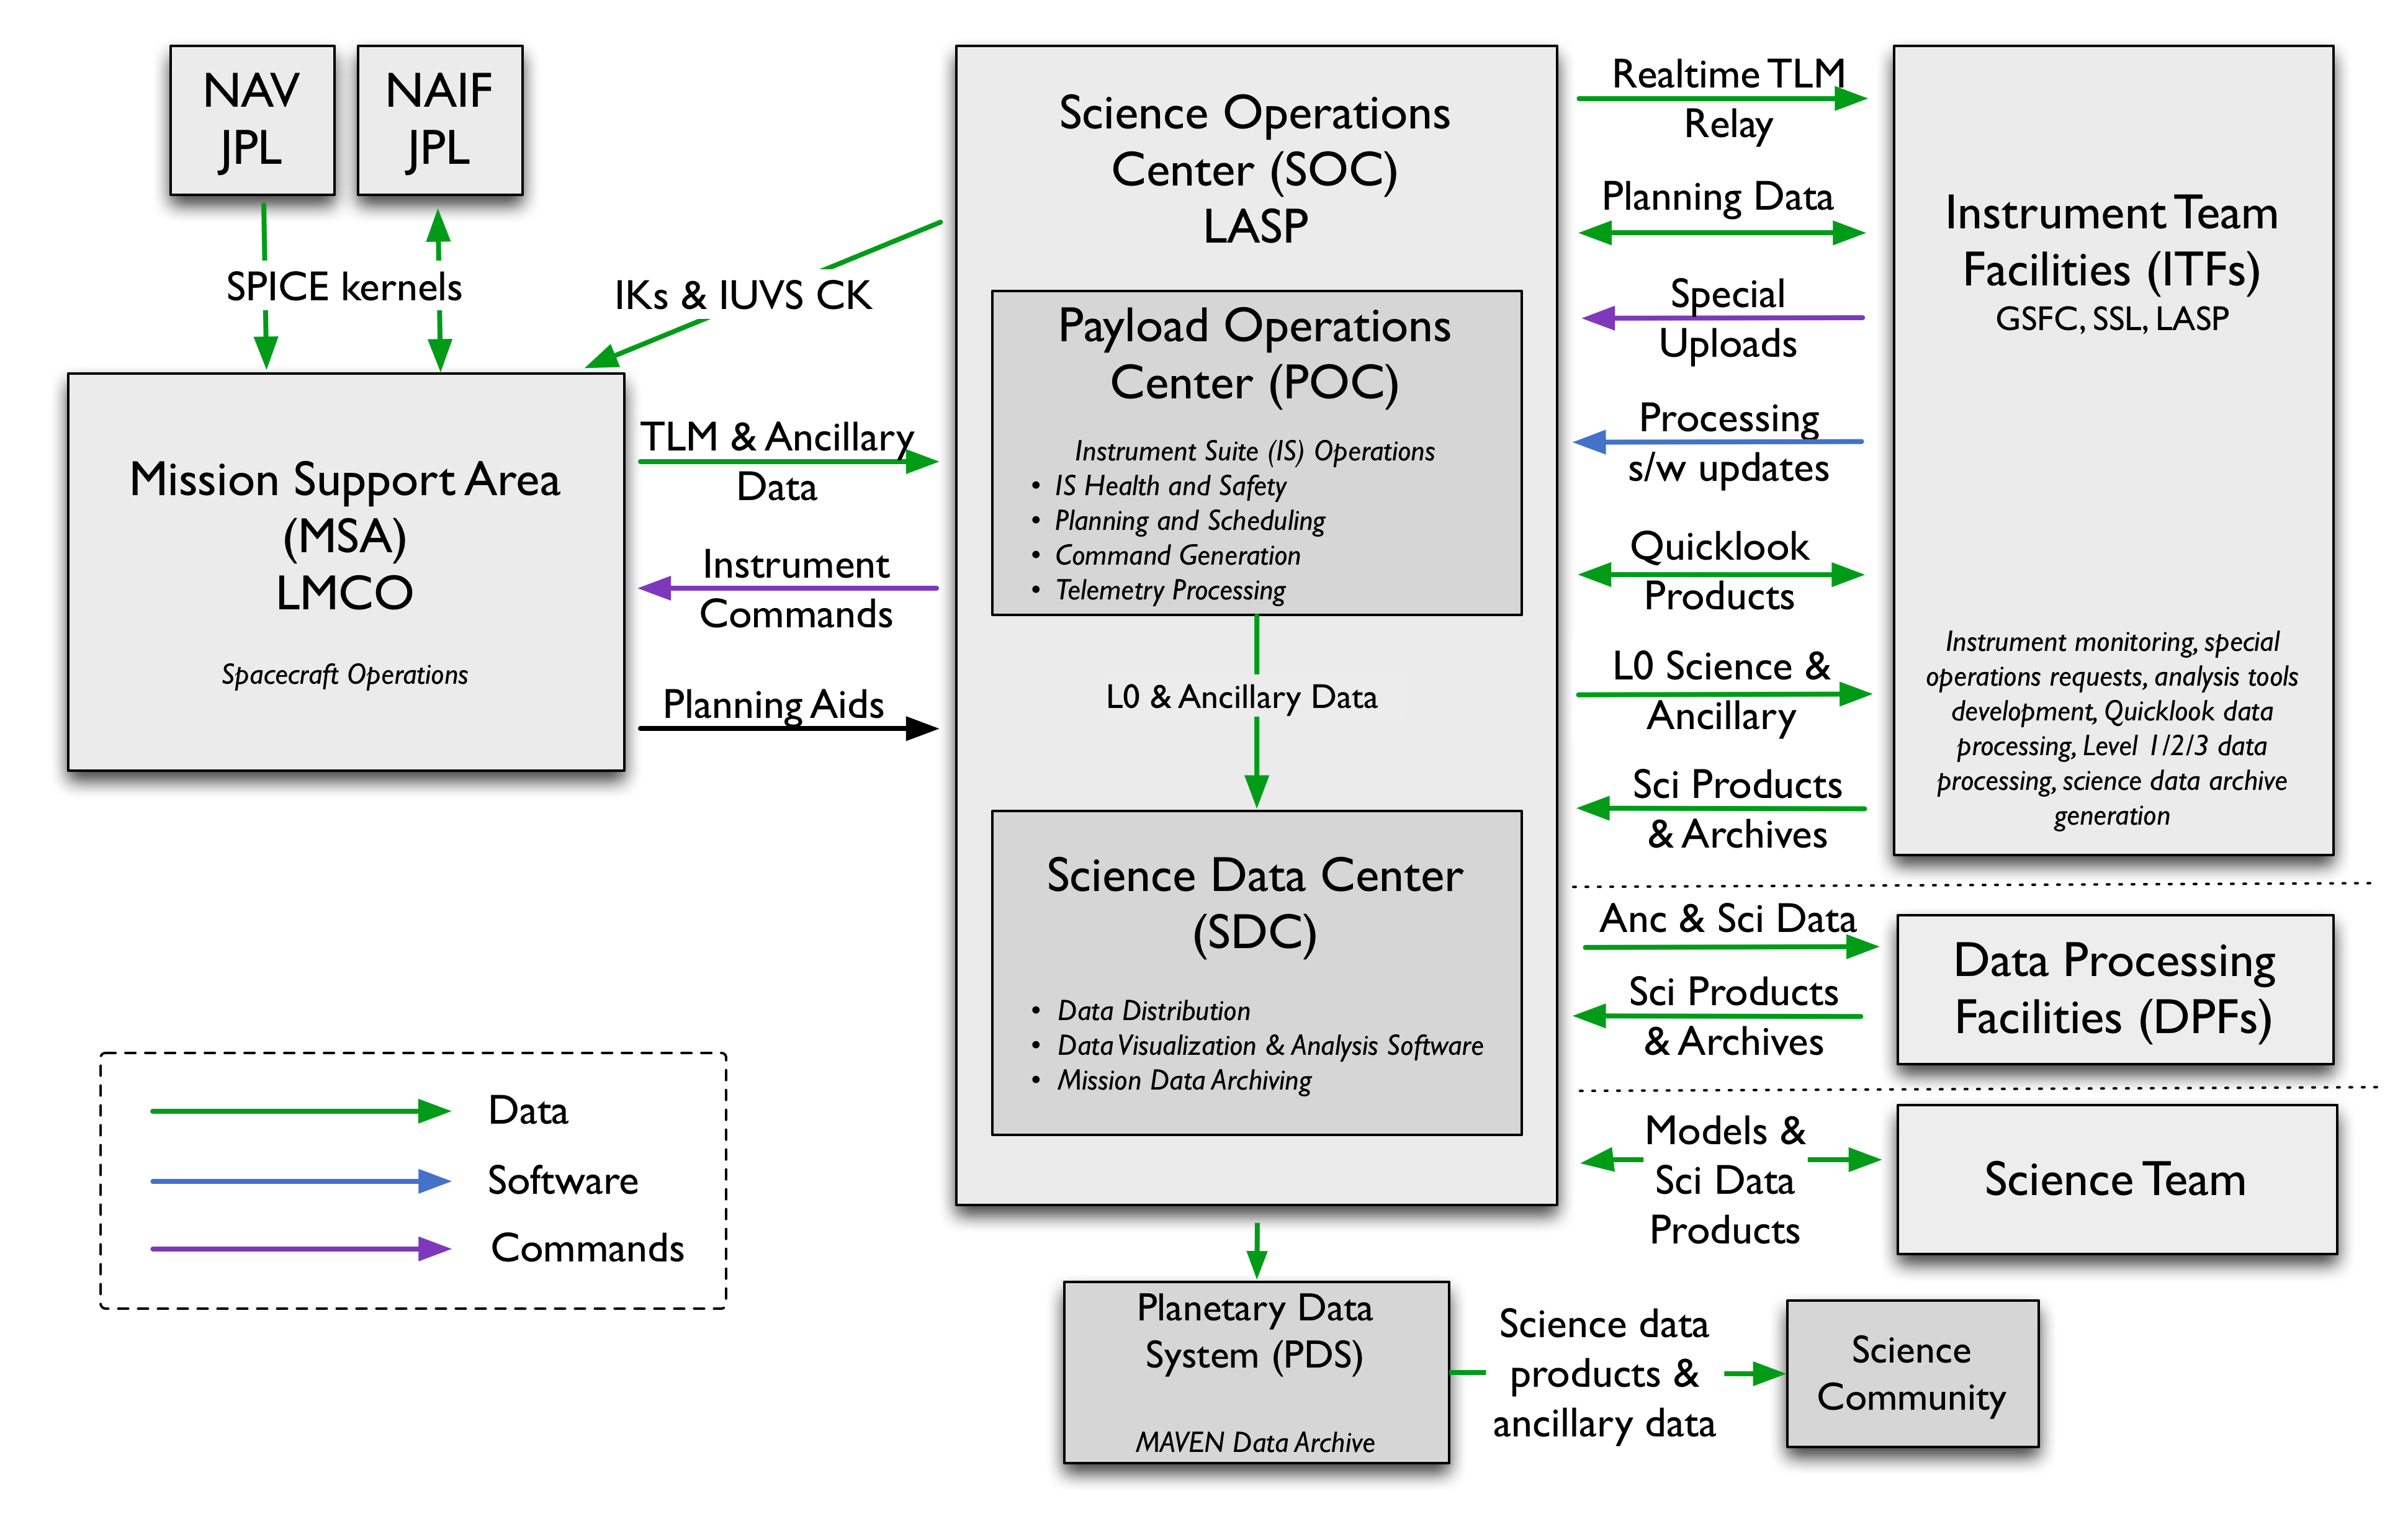 NAV
JPL
NAIF
JPL
SPICE kernels
IKs & IUVS CK
Mission Support Area
(MSA)
LMCO
Spacecraft Operations
TLM & Ancillary
Data
Instrument
Commands
Planning Aids
Science Operations
Center (SOC)
LASP
Payload Operations
Center (POC)
Instrument Suite (IS) Operations
• IS Health and Safety
• Planning and Scheduling
• Command Generation
• Telemetry Processing
L0 & Ancillary Data
Science Data Center
(SDC)
• Data Distribution
• Data Visualization & Analysis Software
• Mission Data Archiving
Realtime TLM
Relay
Planning Data
Special
Uploads
Processing
s/w updates
Quicklook
Products
L0 Science &
Ancillary
Sci Products
& Archives
Instrument Team
Facilities (ITFs)
GSFC, SSL, LASP
Instrument monitoring, special
operations requests, analysis tools
development, Quicklook data
processing, Level 1/2/3 data
processing, science data archive
generation
Anc & Sci Data
Sci Products
& Archives
Data Processing
Facilities (DPFs)
Models &
Sci Data
Products
Science Team
Data
Software
Commands
Planetary Data
System (PDS)
MAVEN Data Archive
Science data
products &
ancillary data
Science
Community